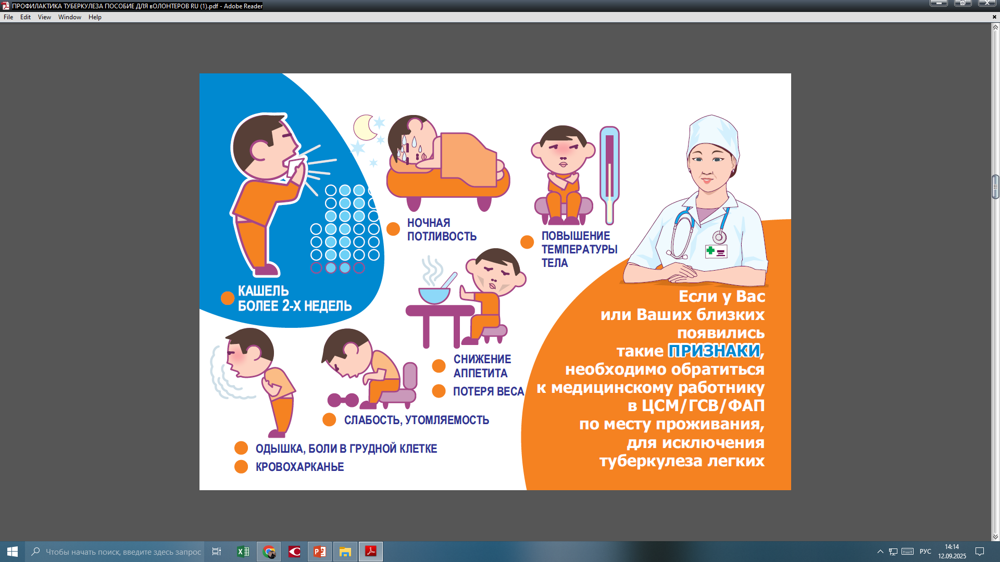 ПРОФИЛАКТИКА ТУБЕРКУЛЕЗА ПОСОБИЕ ДЛЯ вОЛОНТЕРОВ RU (1).pdf - Adobe Reader
File Edit View Window Help
КАШЕЛЬ
БОЛЕЕ 2-Х НЕДЕЛЬ
НОЧНАЯ
ПОТЛИВОСТЬ
ПОВЫШЕНИЕ
ТЕМПЕРАТУРЫ
ТЕЛА
СНИЖЕНИЕ
АППЕТИТА
ПОТЕРЯ ВЕСА
СЛАБОСТЬ, УТОМЛЯЕМОСТЬ
ОДЫШКА, БОЛИ В ГРУДНОЙ КЛЕТКЕ
КРОВОХАРКАНЬЕ
Если у Вас
или Ваших близких
появились
такие ПРИЗНАКИ,
необходимо обратиться
к медицинскому работнику
в ЦСМ/ГСВ/ФАП
по месту проживания,
для исключения
туберкулеза легких
Чтобы начать поиск, введите здесь запрос
РУС
14:14
12.09.2025